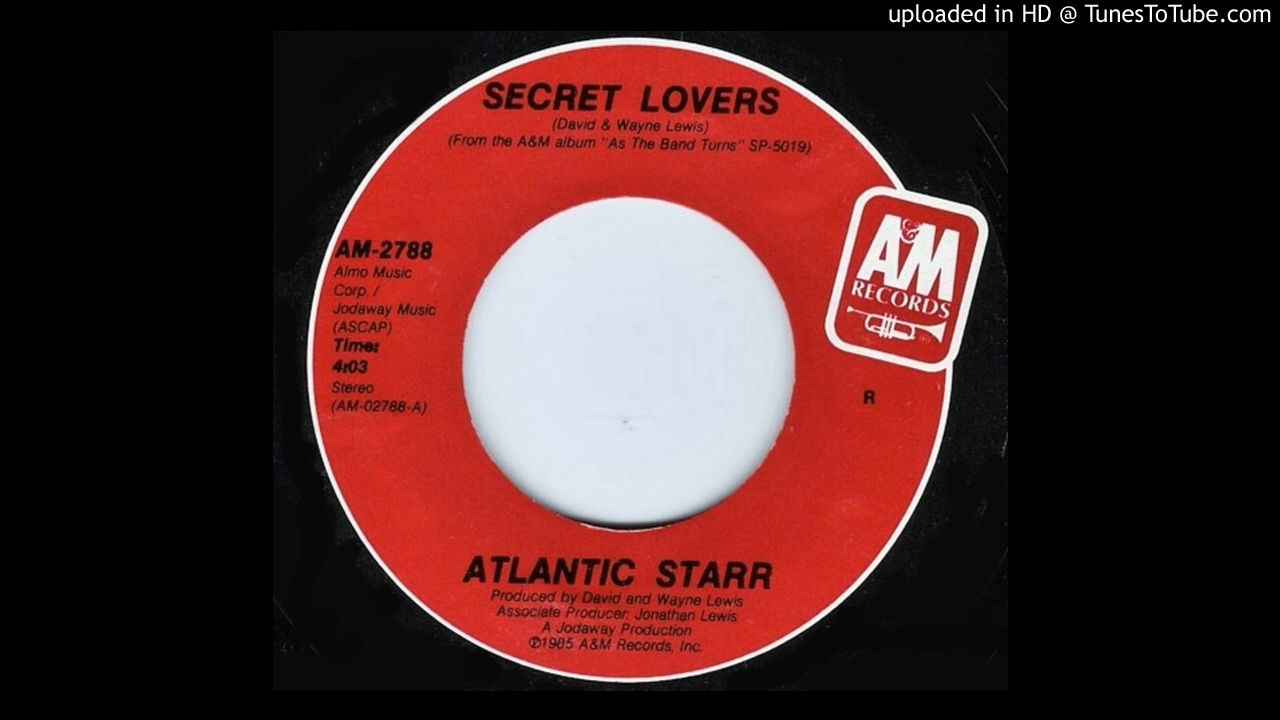 uploaded in HD @ TunesToTube.com
SECRET LOVERS
(David & Wayne Lewis)
(From the A&M album "As The Band Turns" SP-5019)
AM-2788
Almo Music
Corp. /
Jodaway Music
(ASCAP)
Time:
4:03
Stereo
(AM-02788-A)
A&M
RECORDS
R
ATLANTIC STARR
Produced by David and Wayne Lewis
Associate Producer: Jonathan Lewis
A Jodaway Production
℗1985 A&M Records, Inc.